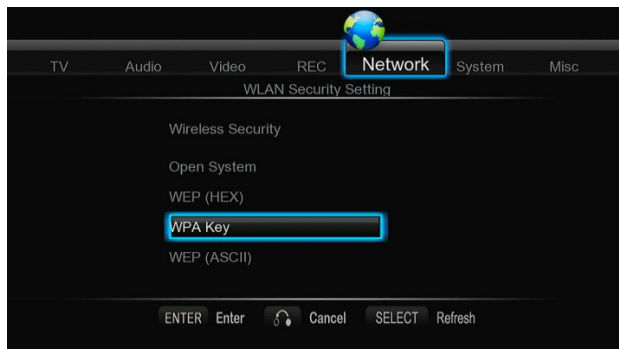 TV Audio Video REC Network System Misc
WLAN Security Setting
Wireless Security
Open System
WEP (HEX)
WPA Key
WEP (ASCII)
ENTER Enter Cancel SELECT Refresh